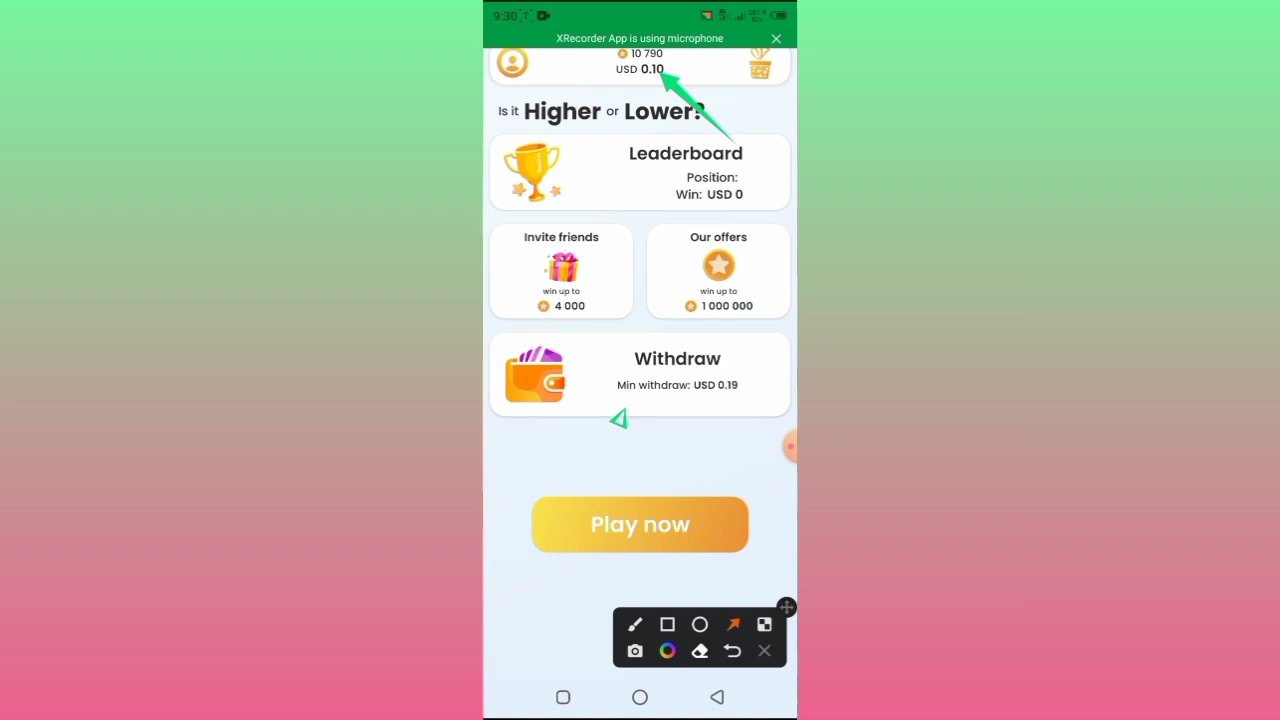 9:30
XRecorder App is using microphone
10 790
USD 0.10
Is it Higher or Lower?
Leaderboard
Position:
Win: USD 0
Invite friends
win up to
4 000
Our offers
win up to
1 000 000
Withdraw
Min withdraw: USD 0.19
Play now